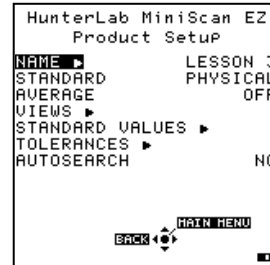 HunterLab MiniScan EZ
Product Setup
NAME ▶ LESSON
STANDARD PHYSICAL
AVERAGE OFF
VIEWS ▶
STANDARD VALUES ▶
TOLERANCES ▶
AUTOSEARCH NO
MAIN MENU
BACK